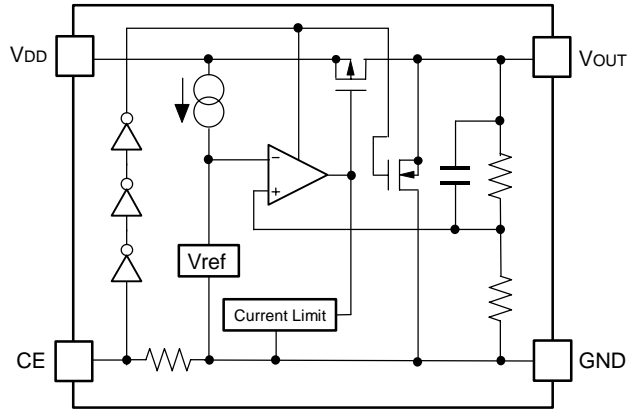 VDD
VOUT
−
+
Vref
Current Limit
CE
GND